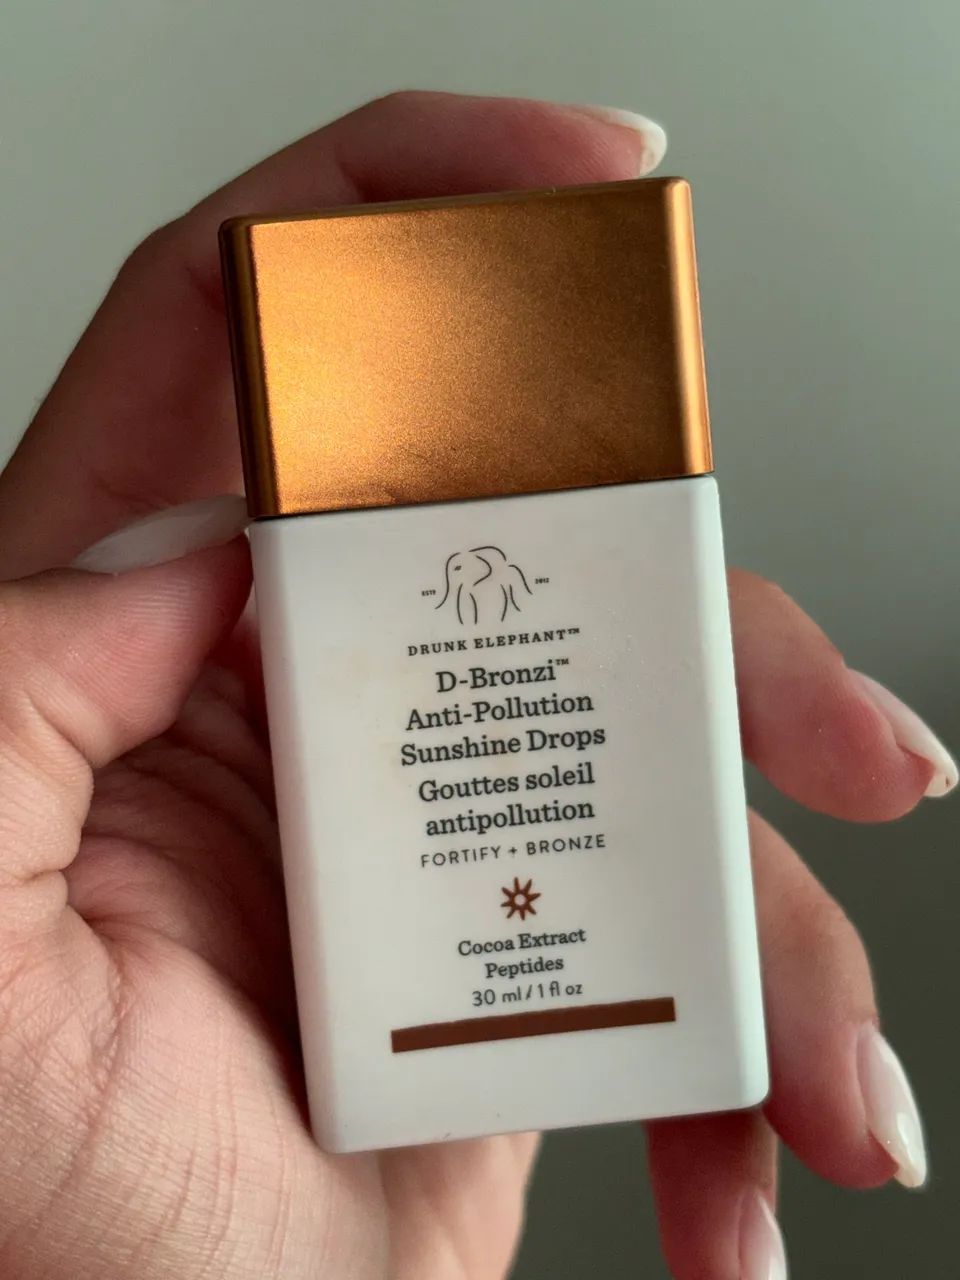 ESTD 2012
DRUNK ELEPHANT™
D-Bronzi™
Anti-Pollution
Sunshine Drops
Gouttes soleil
antipollution
FORTIFY + BRONZE
Cocoa Extract
Peptides
30 ml / 1 fl oz